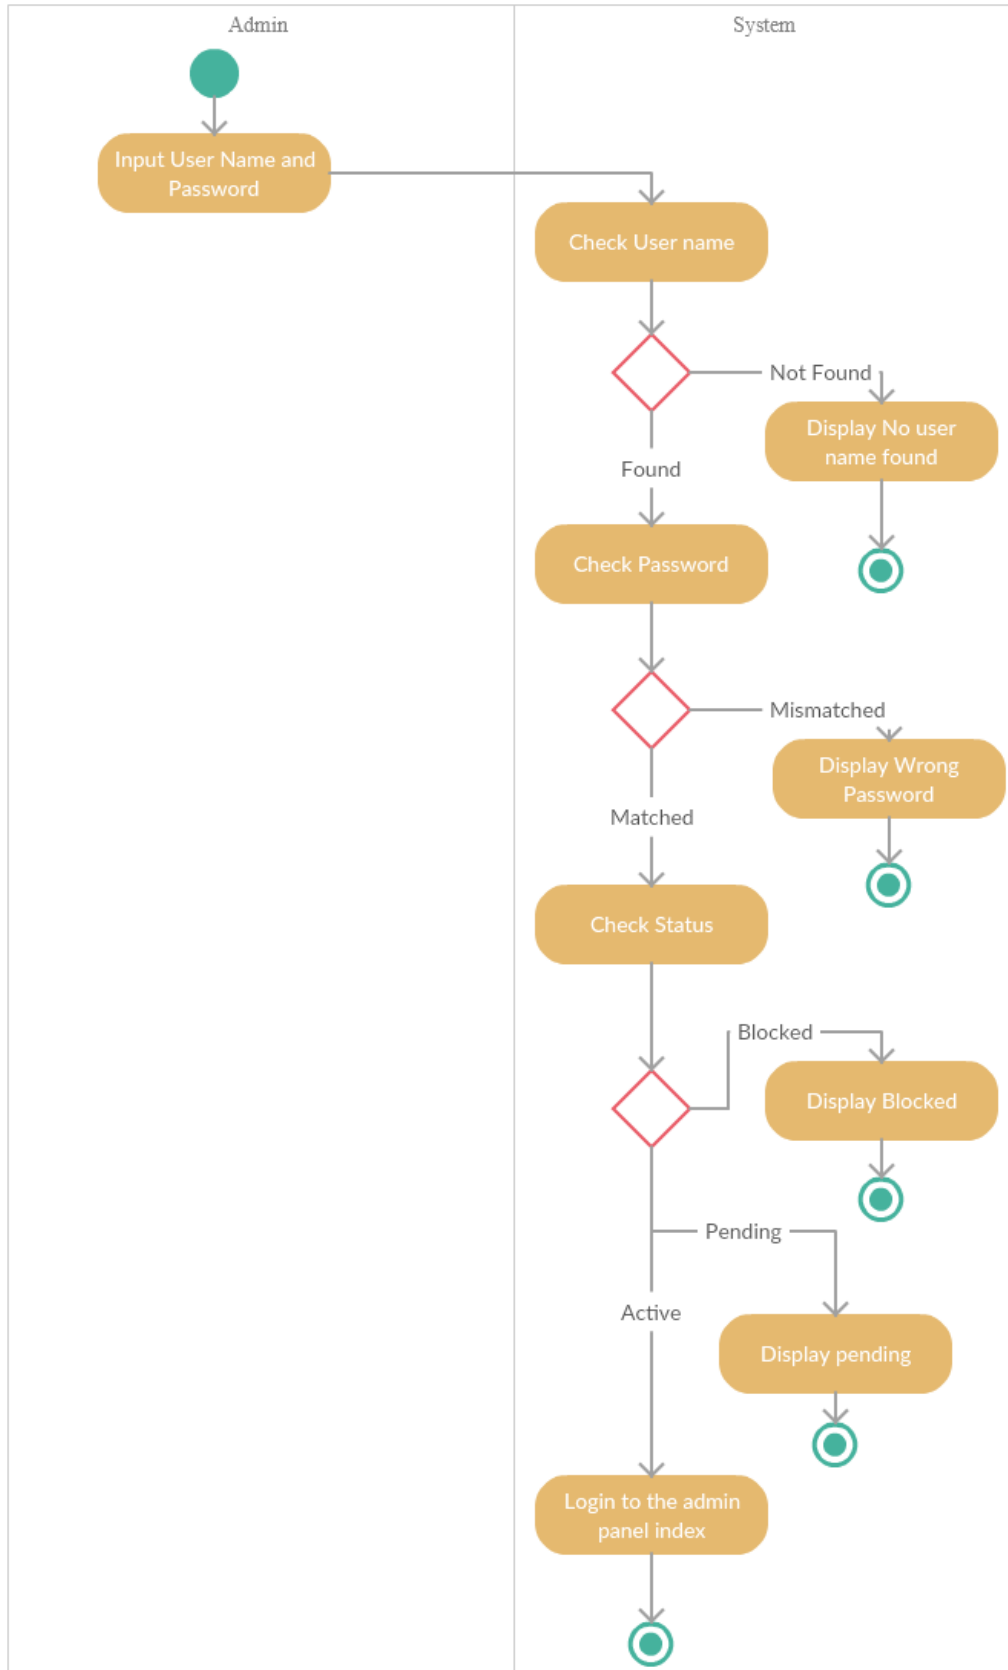 Admin
System
Input User Name and
Password
Check User name
Not Found
Display No user
name found
Found
Check Password
Mismatched
Display Wrong
Password
Matched
Check Status
Blocked
Display Blocked
Pending
Active
Display pending
Login to the admin
panel index